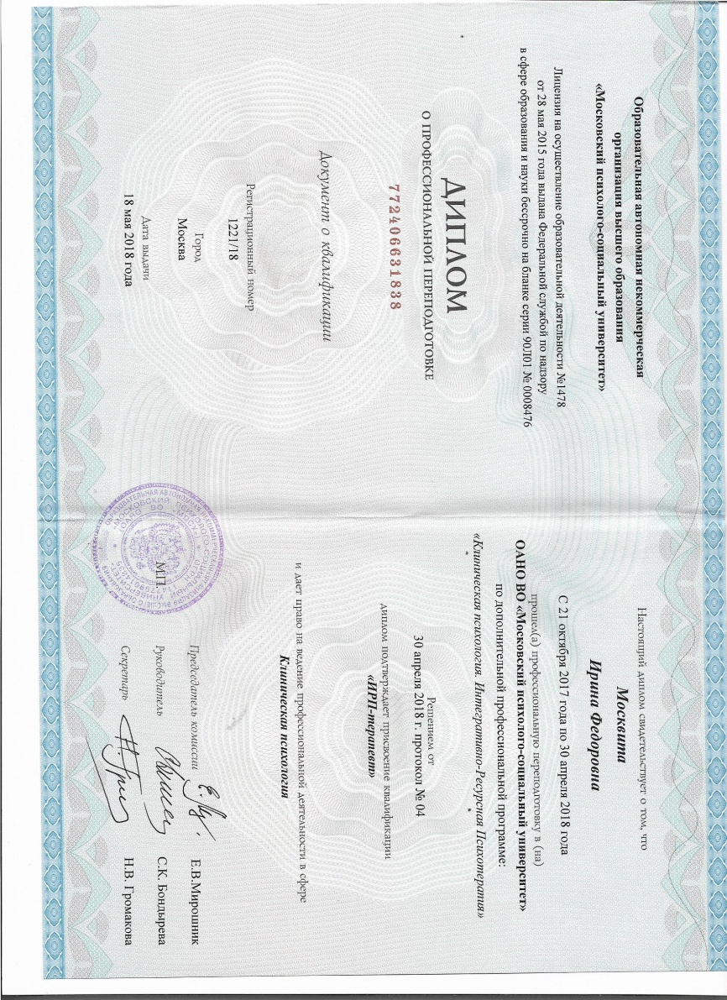 Образовательная автономная некоммерческая
организация высшего образования
«Московский психолого-социальный университет»
Лицензия на осуществление образовательной деятельности №1478
от 28 мая 2015 года выдана Федеральной службой по надзору
в сфере образования и науки бессрочно на бланке серии 90Л01 № 0008476
ДИПЛОМ
О ПРОФЕССИОНАЛЬНОЙ ПЕРЕПОДГОТОВКЕ
772406631838
Документ о квалификации
Регистрационный номер
1221/18
Город
Москва
Дата выдачи
18 мая 2018 года
Настоящий диплом свидетельствует о том, что
Москвита
Ирина Федоровна
С 21 октября 2017 года по 30 апреля 2018 года
прошел(а) профессиональную переподготовку в (на)
ОАНО ВО «Московский психолого-социальный университет»
по дополнительной профессиональной программе:
«Клиническая психология. Интегративно-Ресурсная Психотерапия»
Решением от
30 апреля 2018 г. протокол № 04
диплом подтверждает присвоение квалификации
«ИРП-терапевт»
и дает право на ведение профессиональной деятельности в сфере
Клиническая психология
Председатель комиссии Е.В.Мирошник
М.П. Руководитель С.К. Бондырева
Секретарь Н.В. Громакова